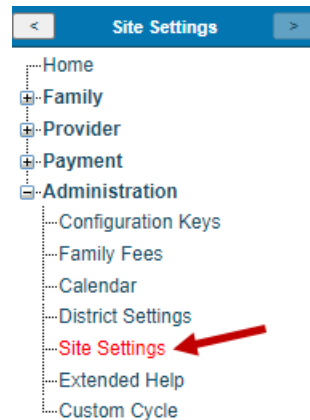 < Site Settings >
Home
Family
Provider
Payment
Administration
Configuration Keys
Family Fees
Calendar
District Settings
Site Settings
Extended Help
Custom Cycle